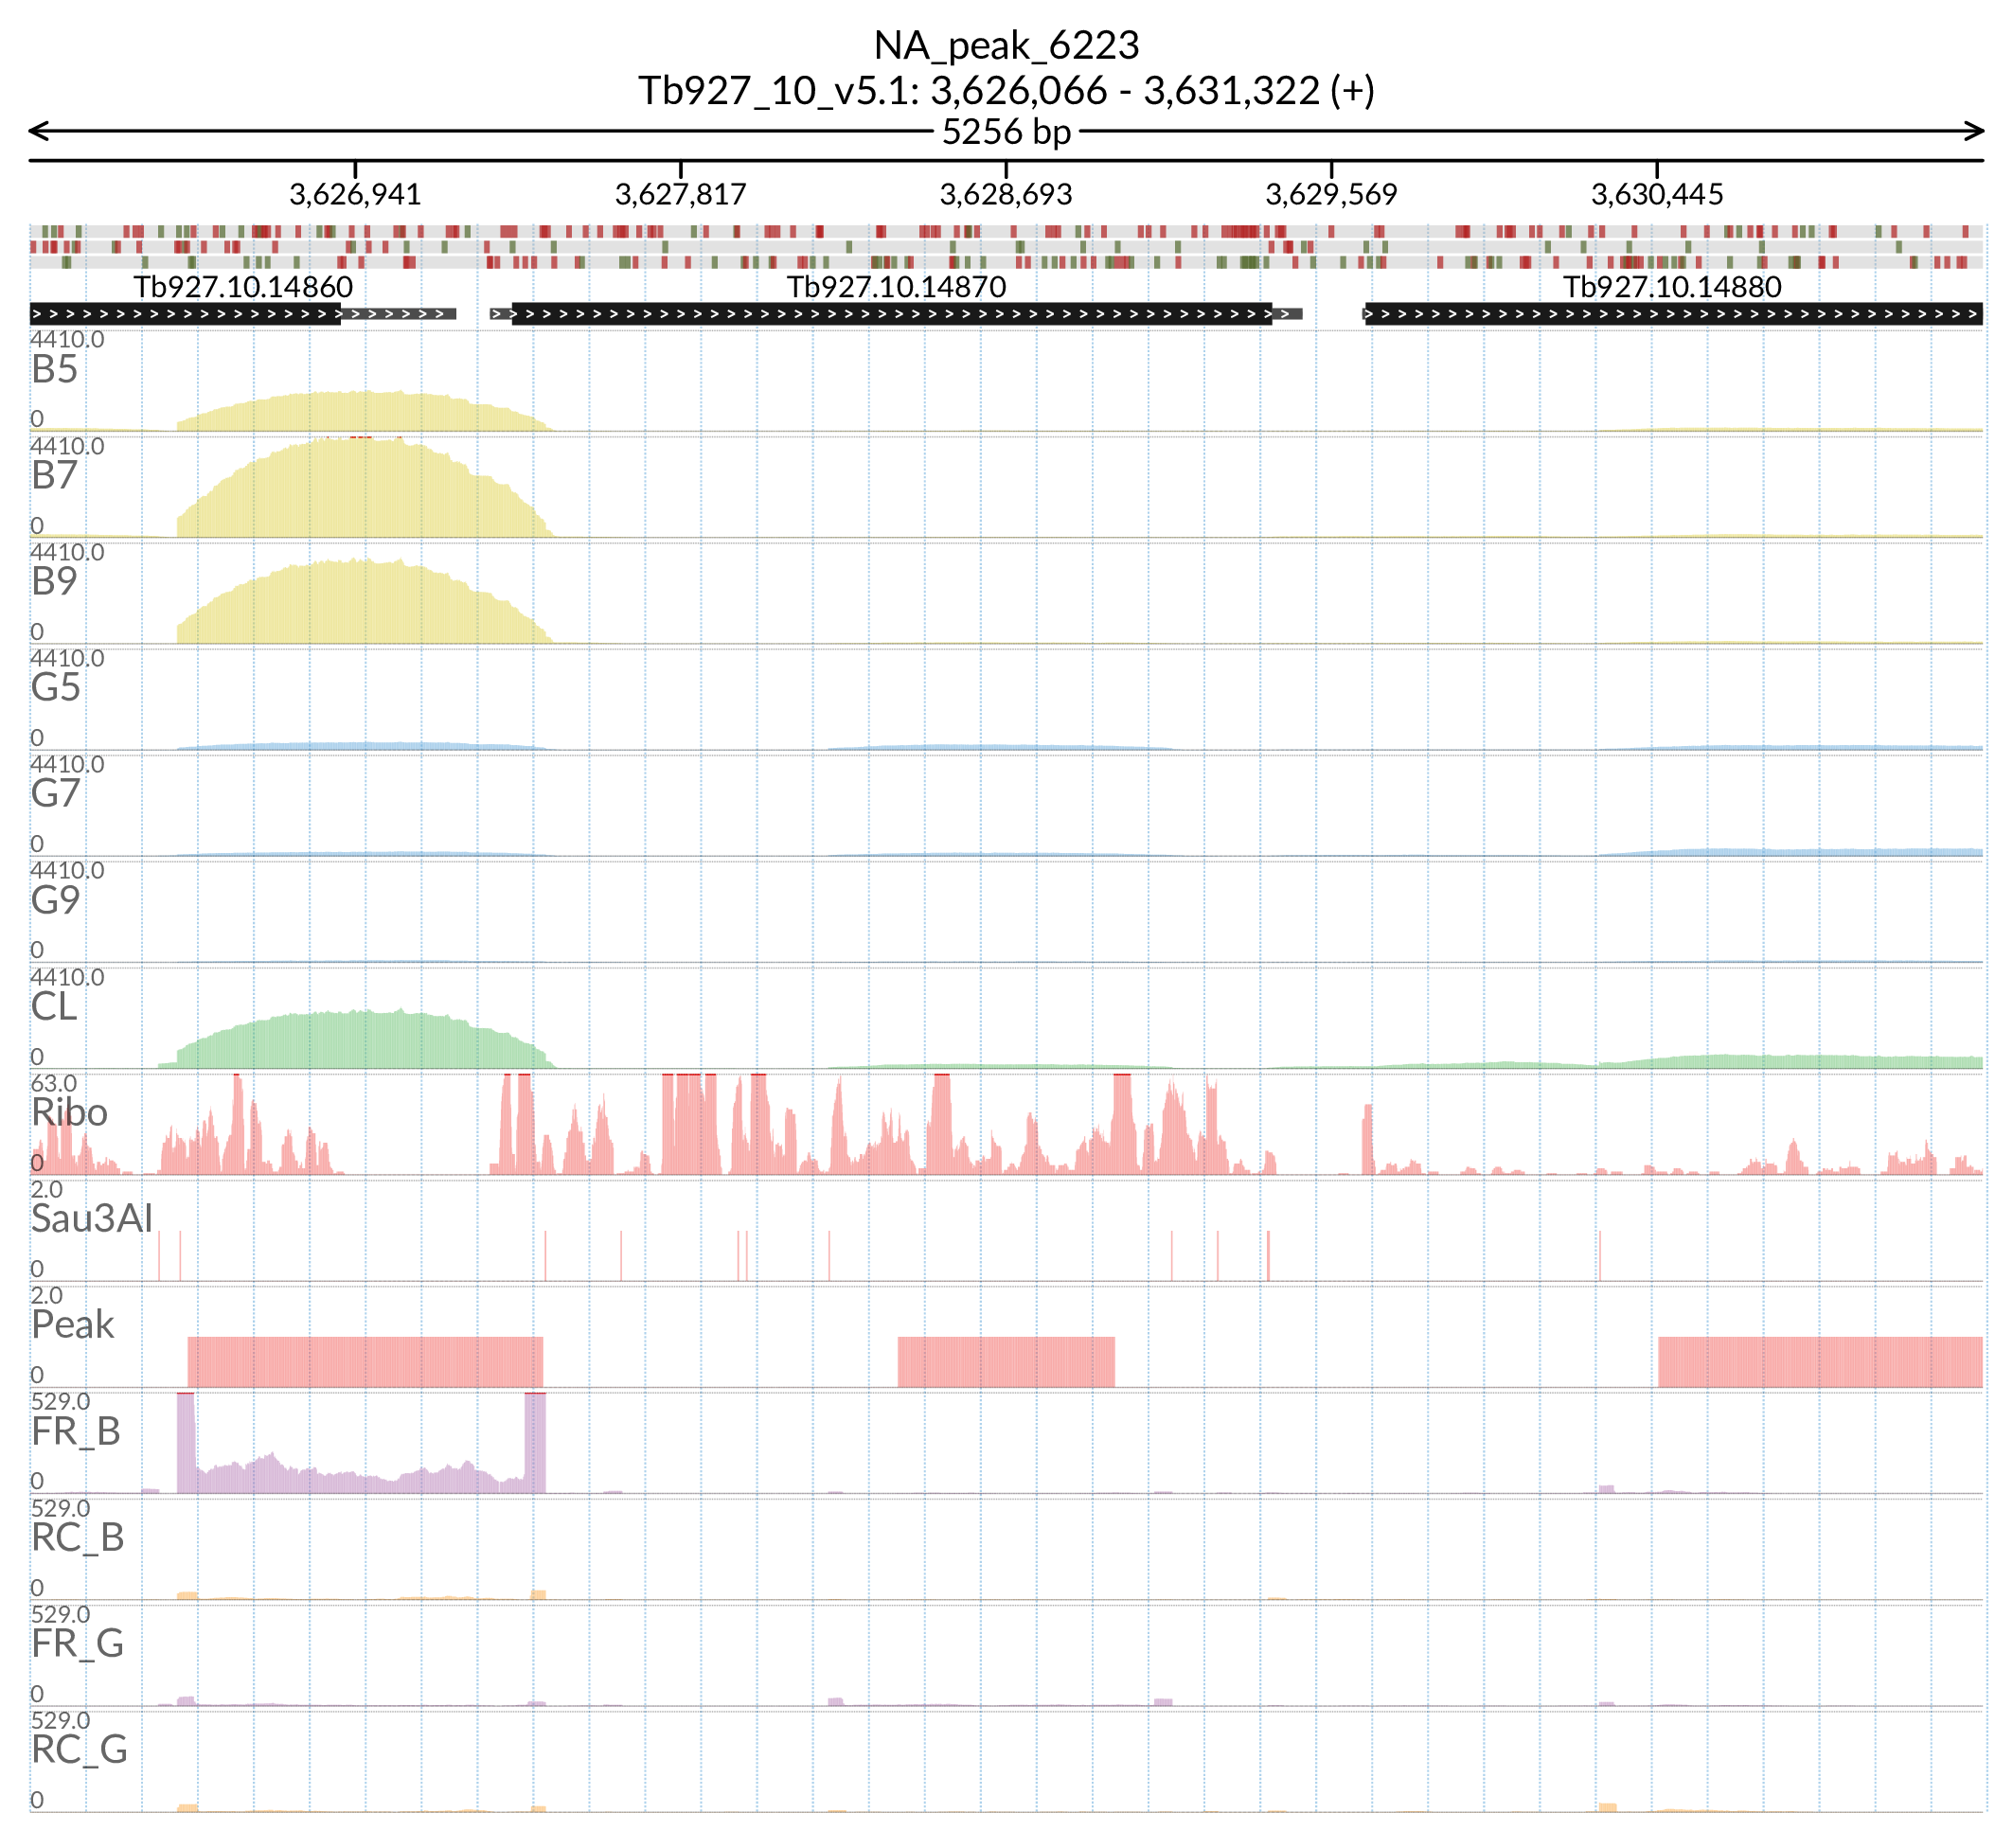 NA_peak_6223
Tb927_10_v5.1: 3,626,066 - 3,631,322 (+)
5256 bp
3,626,941 3,627,817 3,628,693 3,629,569 3,630,445
Tb927.10.14860 Tb927.10.14870 Tb927.10.14880
4410.0
B5
0
4410.0
B7
0
4410.0
B9
0
4410.0
G5
0
4410.0
G7
0
4410.0
G9
0
4410.0
CL
0
63.0
Ribo
0
2.0
Sau3AI
0
2.0
Peak
0
529.0
FR_B
0
529.0
RC_B
0
529.0
FR_G
0
529.0
RC_G
0